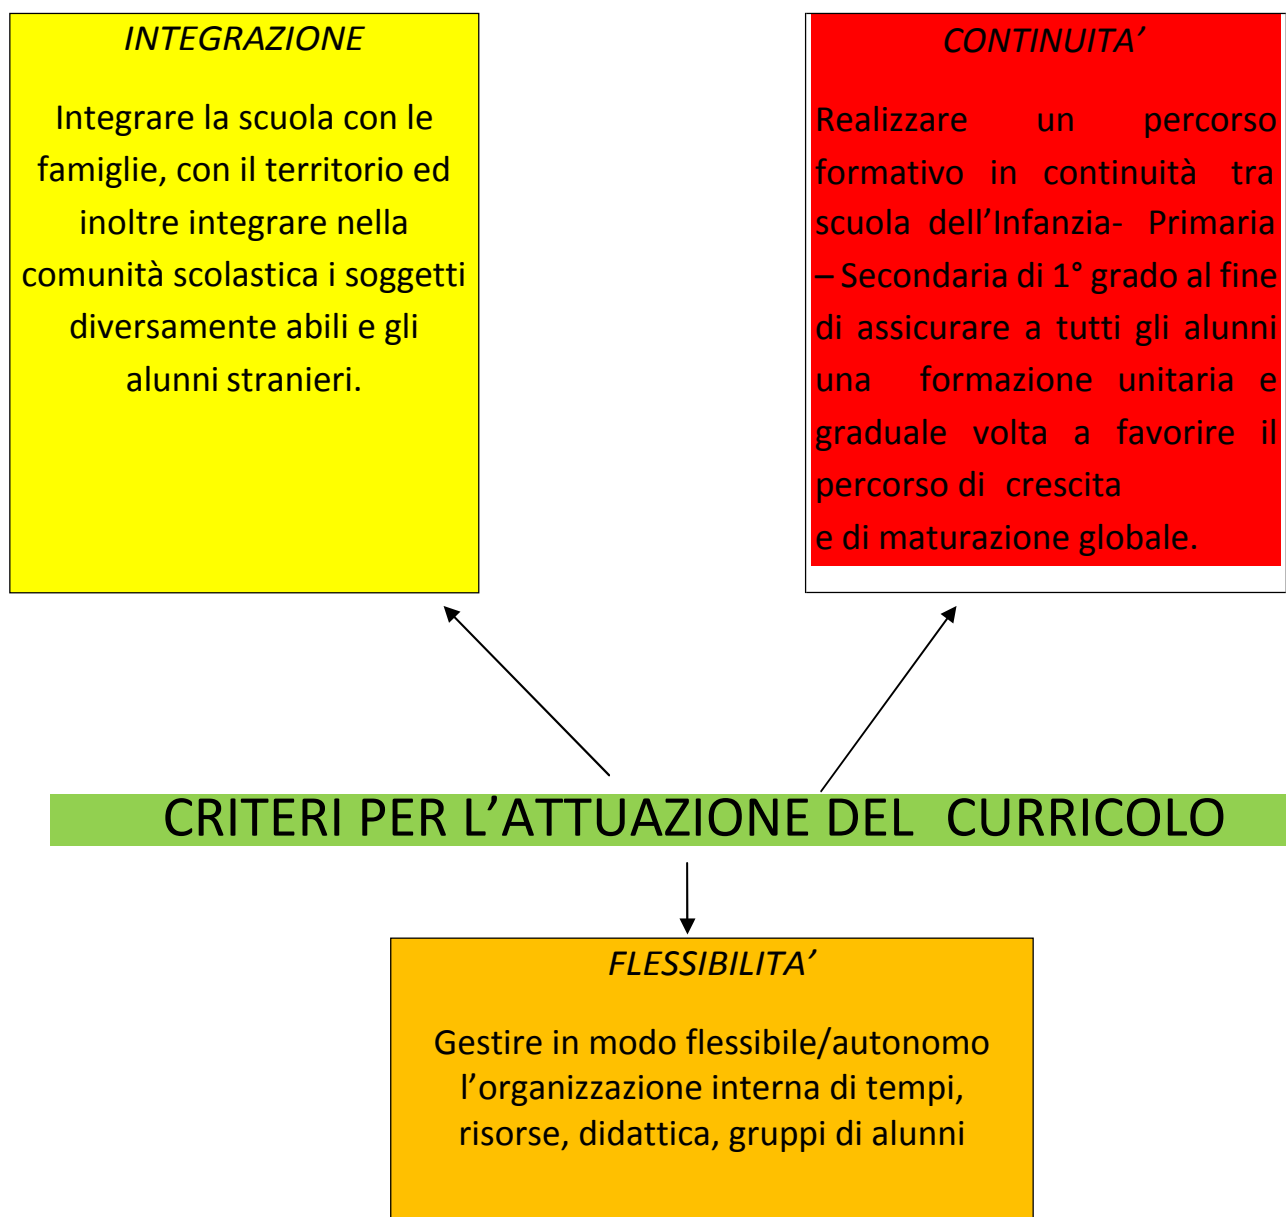 INTEGRAZIONE
Integrare la scuola con le
famiglie, con il territorio ed
inoltre integrare nella
comunità scolastica i soggetti
diversamente abili e gli
alunni stranieri.
CONTINUITA’
Realizzare un percorso
formativo in continuità tra
scuola dell’Infanzia- Primaria
– Secondaria di 1° grado al fine
di assicurare a tutti gli alunni
una formazione unitaria e
graduale volta a favorire il
percorso di crescita
e di maturazione globale.
CRITERI PER L’ATTUAZIONE DEL CURRICOLO
FLESSIBILITA’
Gestire in modo flessibile/autonomo
l’organizzazione interna di tempi,
risorse, didattica, gruppi di alunni